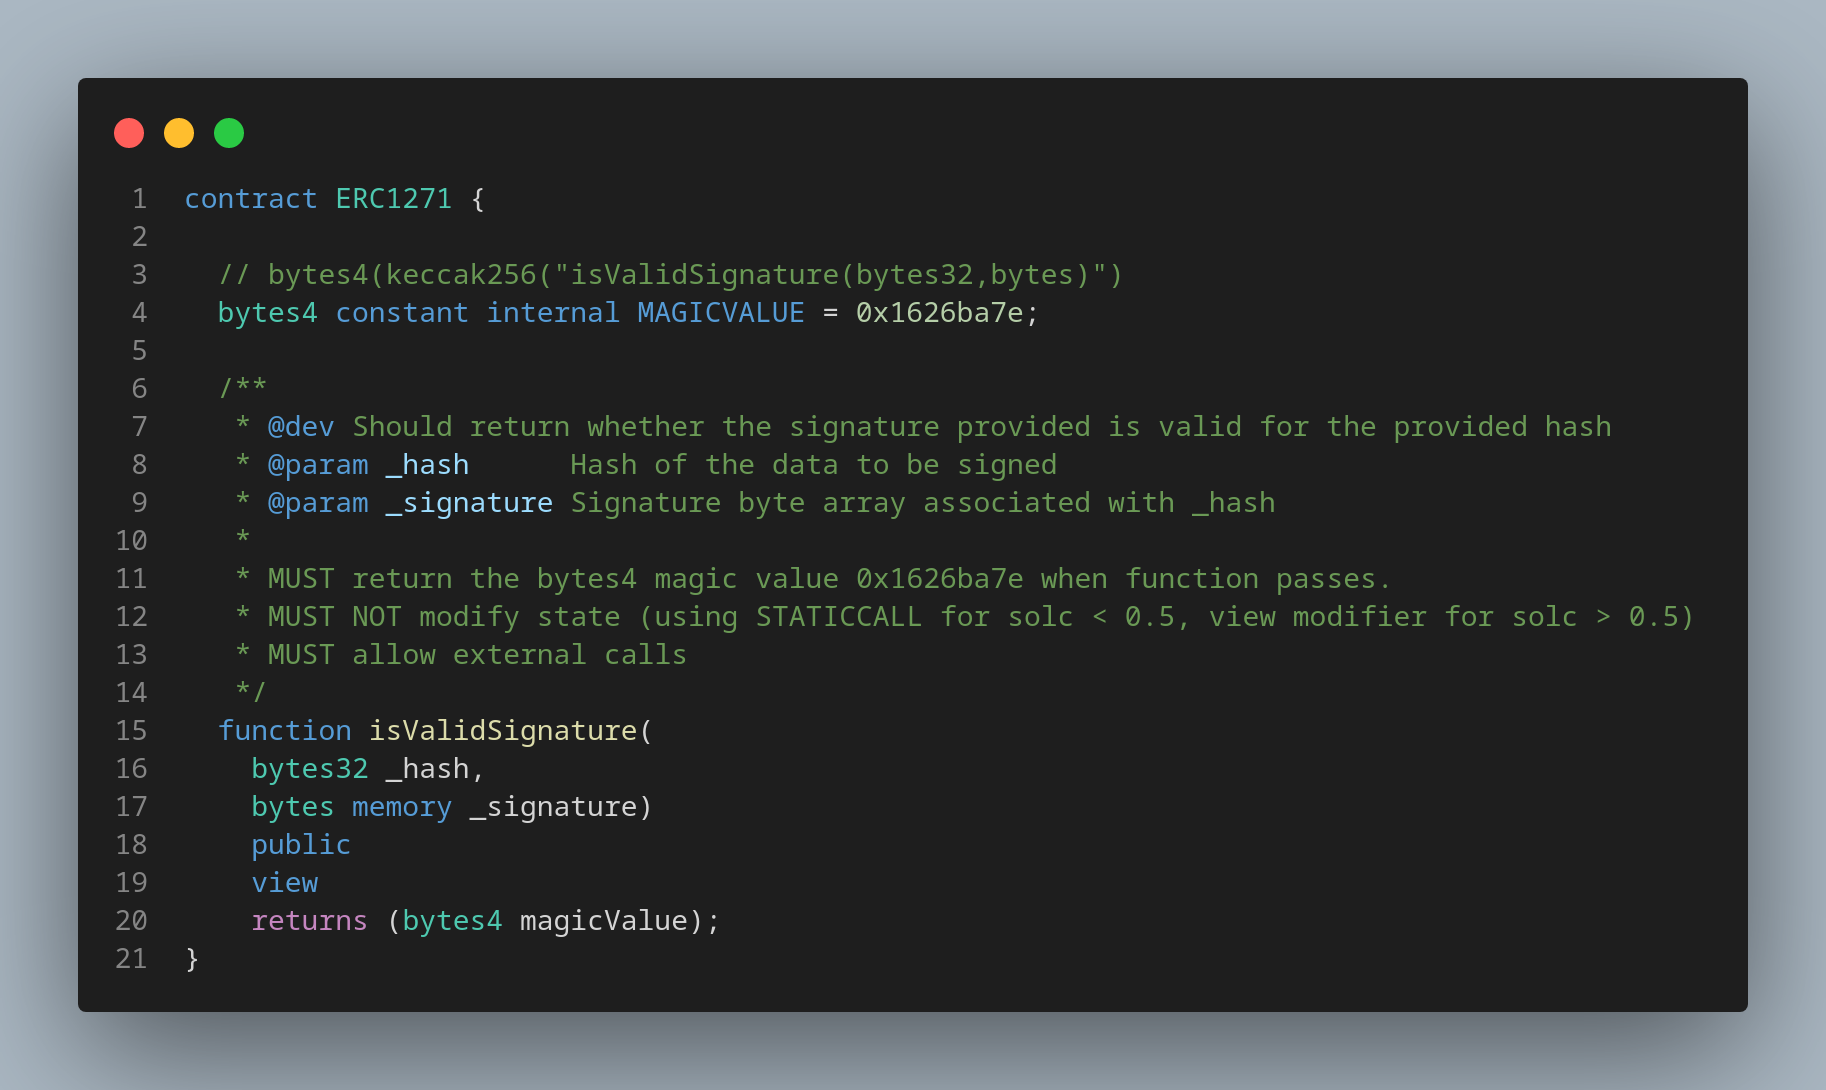 1 contract ERC1271 {
2
3 // bytes4(keccak256("isValidSignature(bytes32,bytes)")
4 bytes4 constant internal MAGICVALUE = 0x1626ba7e;
5
6 /**
7 * @dev Should return whether the signature provided is valid for the provided hash
8 * @param _hash      Hash of the data to be signed
9 * @param _signature Signature byte array associated with _hash
10 *
11 * MUST return the bytes4 magic value 0x1626ba7e when function passes.
12 * MUST NOT modify state (using STATICCALL for solc < 0.5, view modifier for solc > 0.5)
13 * MUST allow external calls
14 */
15 function isValidSignature(
16 bytes32 _hash,
17 bytes memory _signature)
18 public
19 view
20 returns (bytes4 magicValue);
21 }